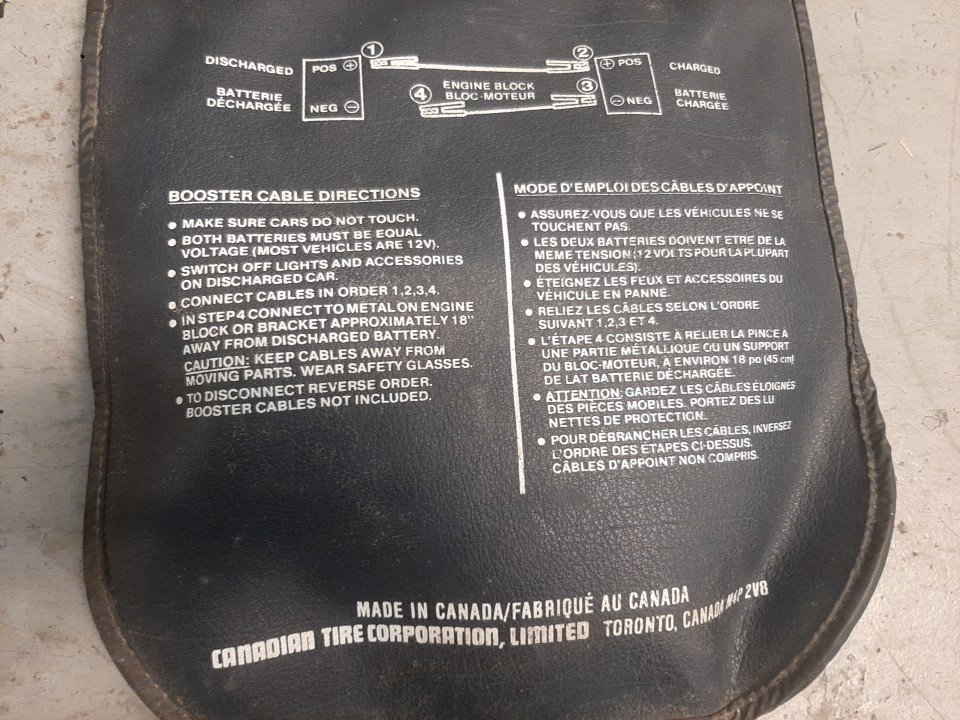 ① ②
DISCHARGED POS ⊕ ⊕ POS CHARGED
ENGINE BLOCK
BATTERIE
DÉCHARGÉE NEG ⊖ ④ BLOC-MOTEUR ③ ⊖ NEG BATTERIE
CHARGÉE
BOOSTER CABLE DIRECTIONS
● MAKE SURE CARS DO NOT TOUCH.
● BOTH BATTERIES MUST BE EQUAL
VOLTAGE (MOST VEHICLES ARE 12V).
● SWITCH OFF LIGHTS AND ACCESSORIES
ON DISCHARGED CAR.
● CONNECT CABLES IN ORDER 1,2,3,4.
● IN STEP 4 CONNECT TO METAL ON ENGINE
BLOCK OR BRACKET APPROXIMATELY 18"
AWAY FROM DISCHARGED BATTERY.
CAUTION: KEEP CABLES AWAY FROM
MOVING PARTS. WEAR SAFETY GLASSES.
● TO DISCONNECT REVERSE ORDER.
BOOSTER CABLES NOT INCLUDED.
MODE D'EMPLOI DES CÂBLES D'APPOINT
● ASSUREZ-VOUS QUE LES VÉHICULES NE SE
TOUCHENT PAS.
● LES DEUX BATTERIES DOIVENT ETRE DE LA
MEME TENSION (12 VOLTS POUR LA PLUPART
DES VÉHICULES).
● ÉTEIGNEZ LES FEUX ET ACCESSOIRES DU
VÉHICULE EN PANNE.
● RELIEZ LES CÂBLES SELON L'ORDRE
SUIVANT 1,2,3 ET 4.
● L'ÉTAPE 4 CONSISTE À RELIER LA PINCE À
UNE PARTIE MÉTALLIQUE OU UN SUPPORT
DU BLOC-MOTEUR, À ENVIRON 18 po (45 cm)
DE LAT BATTERIE DÉCHARGÉE.
● ATTENTION: GARDEZ LES CÂBLES ÉLOIGNÉS
DES PIÈCES MOBILES. PORTEZ DES LU
NETTES DE PROTECTION.
● POUR DÉBRANCHER LES CÂBLES, INVERSEZ
L'ORDRE DES ÉTAPES CI-DESSUS.
CÂBLES D'APPOINT NON COMPRIS.
MADE IN CANADA/FABRIQUÉ AU CANADA
CANADIAN TIRE CORPORATION, LIMITED TORONTO, CANADA M4P 2V8